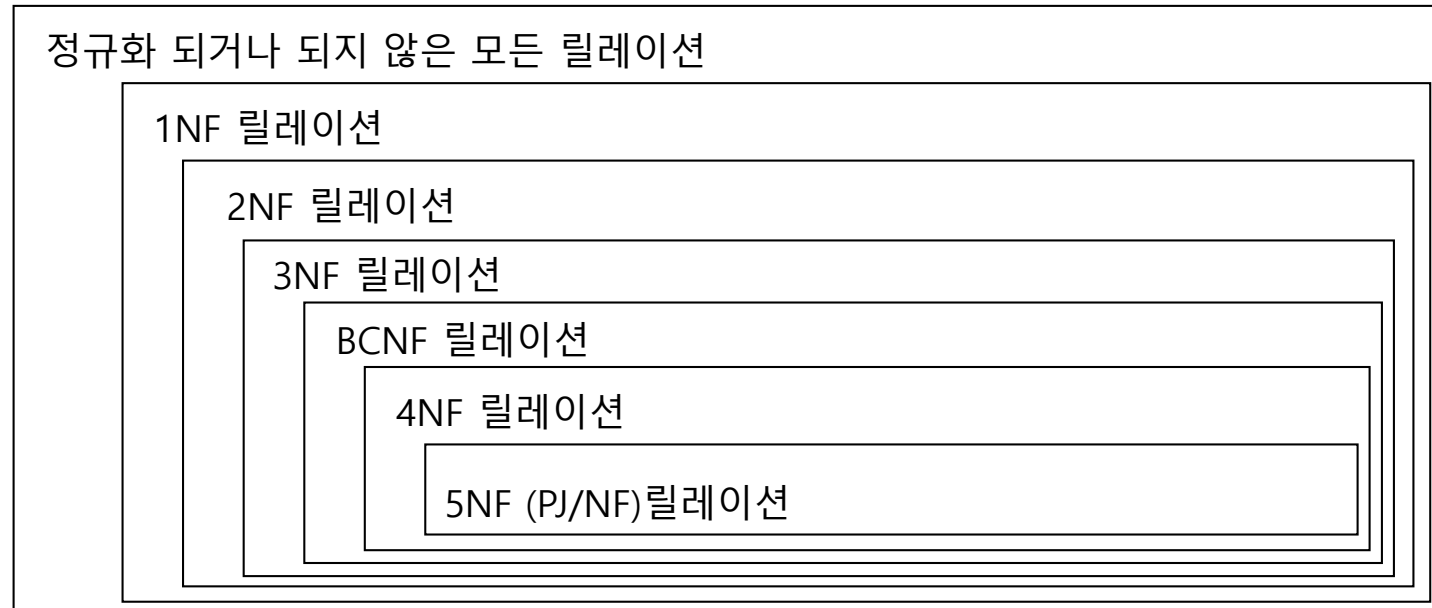 정규화 되거나 되지 않은 모든 릴레이션
1NF 릴레이션
2NF 릴레이션
3NF 릴레이션
BCNF 릴레이션
4NF 릴레이션
5NF (PJ/NF)릴레이션